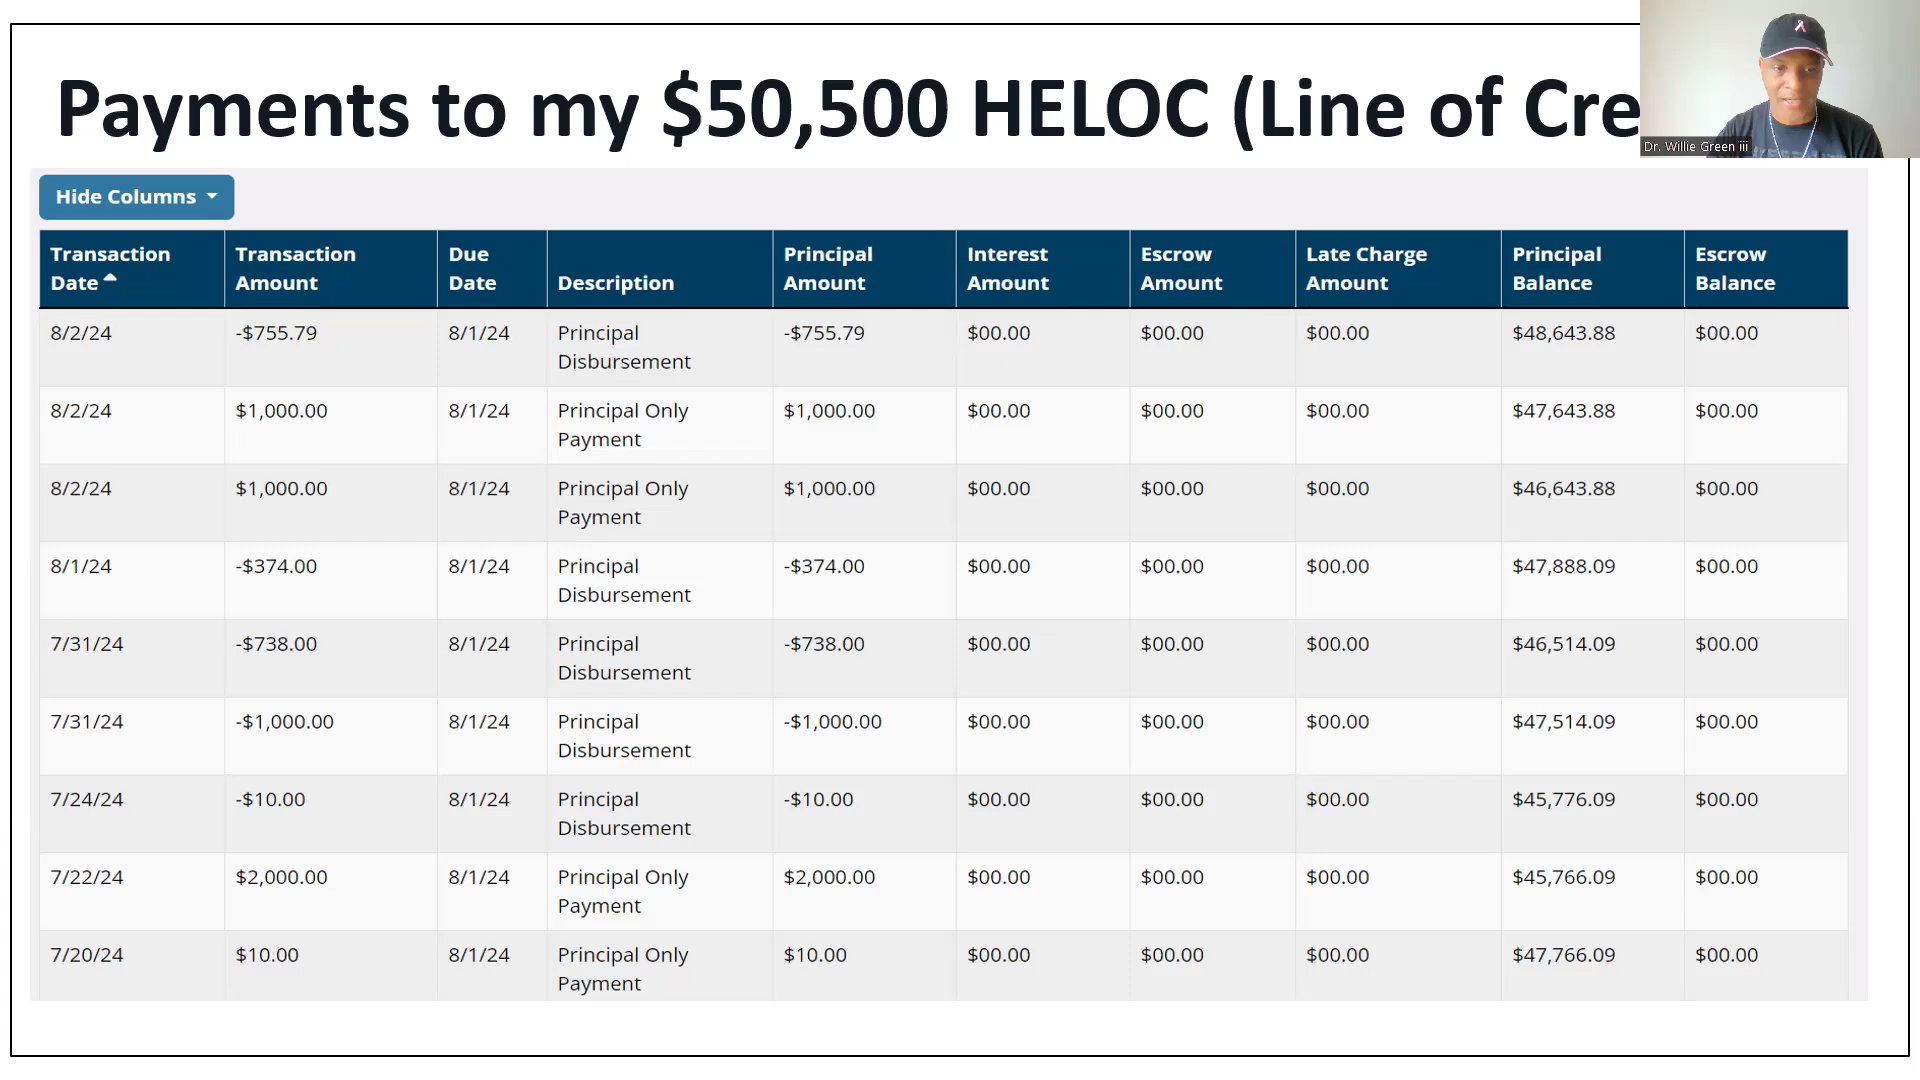 Payments to my $50,500 HELOC (Line of Cre
Dr. Willie Green iii
Hide Columns
Transaction Date Transaction Amount Due Date Description Principal Amount Interest Amount Escrow Amount Late Charge Amount Principal Balance Escrow Balance
8/2/24 -$755.79 8/1/24 Principal Disbursement -$755.79 $00.00 $00.00 $00.00 $48,643.88 $00.00
8/2/24 $1,000.00 8/1/24 Principal Only Payment $1,000.00 $00.00 $00.00 $00.00 $47,643.88 $00.00
8/2/24 $1,000.00 8/1/24 Principal Only Payment $1,000.00 $00.00 $00.00 $00.00 $46,643.88 $00.00
8/1/24 -$374.00 8/1/24 Principal Disbursement -$374.00 $00.00 $00.00 $00.00 $47,888.09 $00.00
7/31/24 -$738.00 8/1/24 Principal Disbursement -$738.00 $00.00 $00.00 $00.00 $46,514.09 $00.00
7/31/24 -$1,000.00 8/1/24 Principal Disbursement -$1,000.00 $00.00 $00.00 $00.00 $47,514.09 $00.00
7/24/24 -$10.00 8/1/24 Principal Disbursement -$10.00 $00.00 $00.00 $00.00 $45,776.09 $00.00
7/22/24 $2,000.00 8/1/24 Principal Only Payment $2,000.00 $00.00 $00.00 $00.00 $45,766.09 $00.00
7/20/24 $10.00 8/1/24 Principal Only Payment $10.00 $00.00 $00.00 $00.00 $47,766.09 $00.00